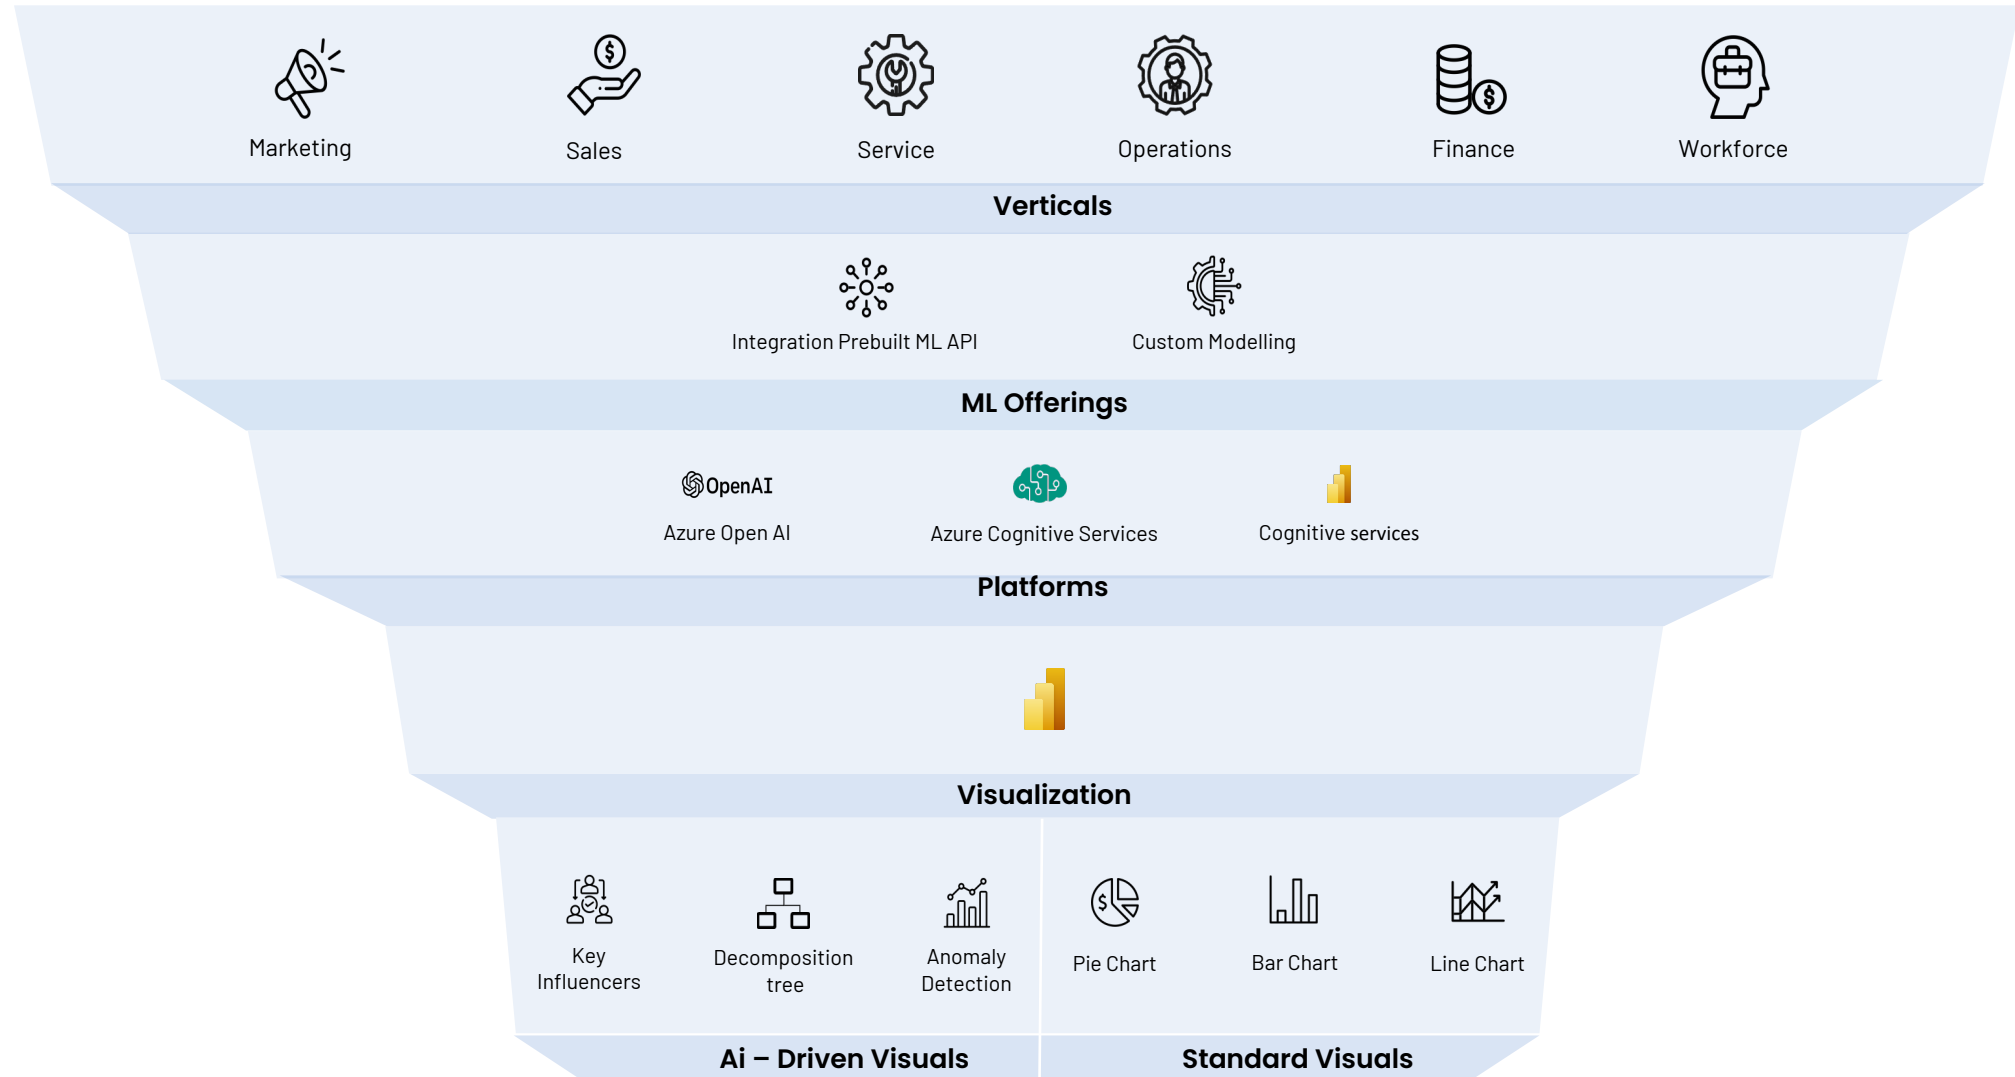 Marketing
Sales
Service
Operations
Finance
Workforce
Verticals
Integration Prebuilt ML API
Custom Modelling
ML Offerings
OpenAI
Azure Open AI
Azure Cognitive Services
Cognitive services
Platforms
Visualization
Key
Influencers
Decomposition
tree
Anomaly
Detection
$
Pie Chart
Bar Chart
Line Chart
Ai – Driven Visuals
Standard Visuals